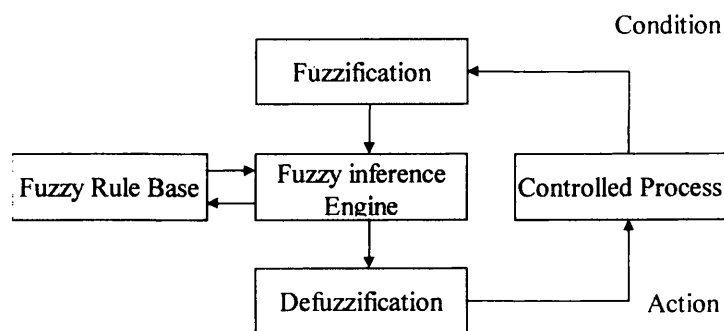 Condition
Fuzzification
Fuzzy Rule Base
Fuzzy inference
Engine
Controlled Process
Defuzzification
Action